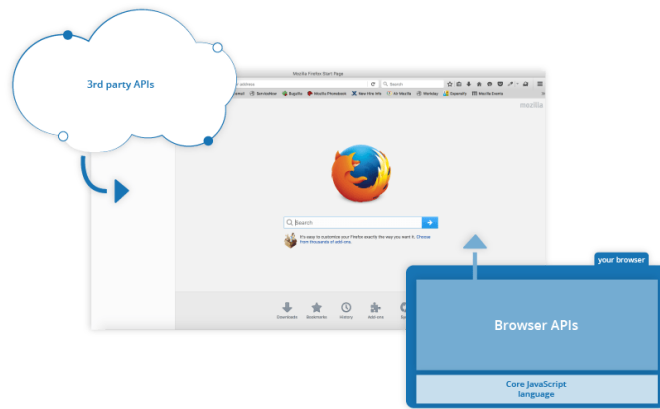 3rd party APIs
Mozilla Firefox Start Page
Search
mozilla
Search
It's easy to customize your Firefox exactly the way you want it. Choose
from thousands of add-ons.
Downloads
Bookmarks
History
Add-ons
your browser
Browser APIs
Core JavaScript
language